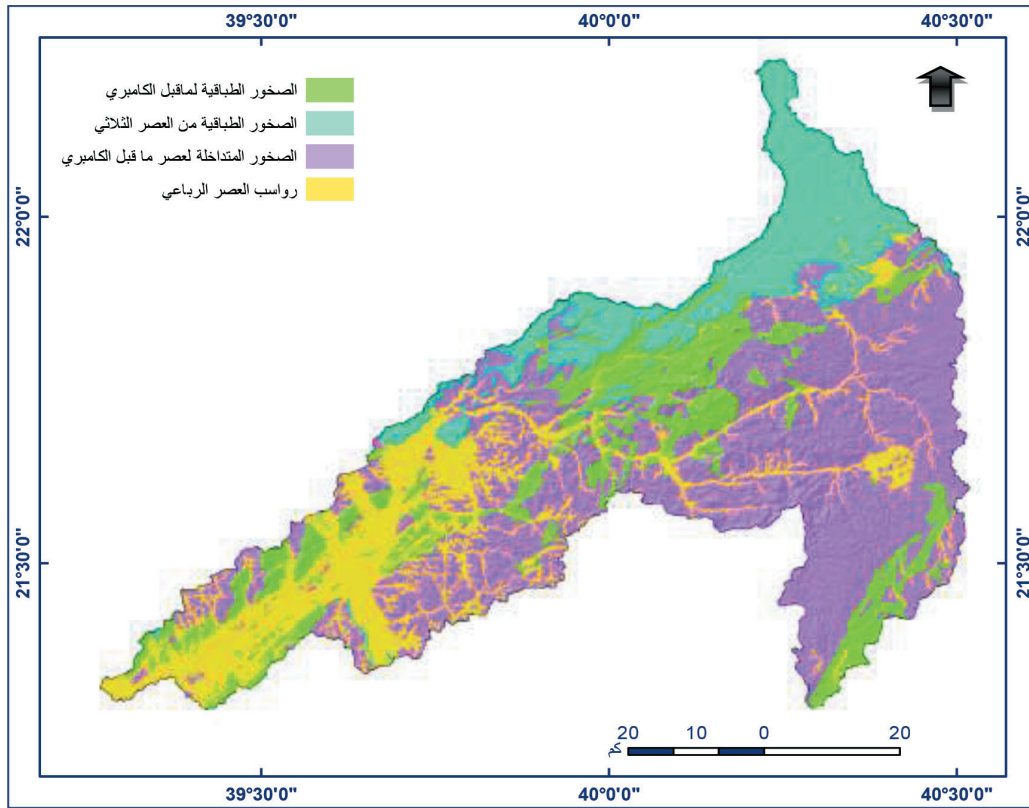 39°30'0"
40°0'0"
40°30'0"
الصخور الطباقية لماقبل الكامبري
الصخور الطباقية من العصر الثلاثي
الصخور المتداخلة لعصر ما قبل الكامبري
رواسب العصر الرباعي
22°0'0"
22°0'0"
21°30'0"
21°30'0"
20 10 0 20
كم
39°30'0"
40°0'0"
40°30'0"